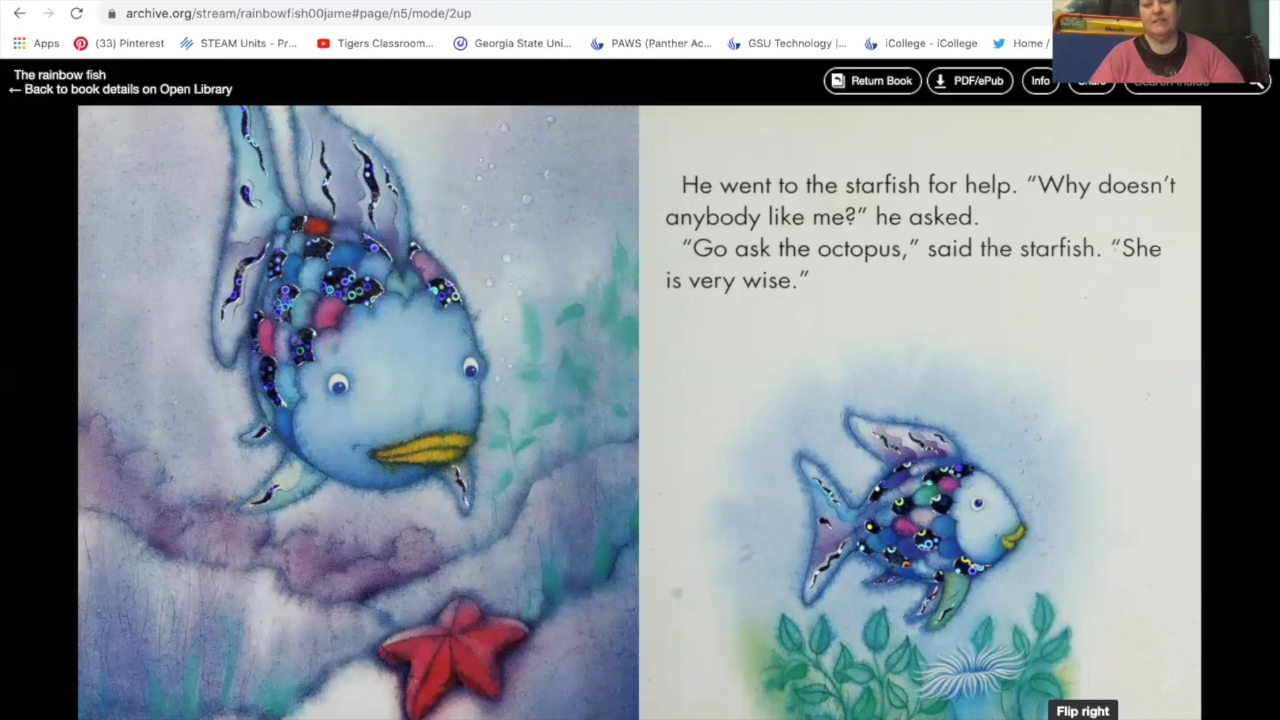 archive.org/stream/rainbowfish00jame#page/n5/mode/2up
Apps (33) Pinterest STEAM Units - Pr... Tigers Classroom... Georgia State Uni... PAWS (Panther Ac... GSU Technology |... iCollege - iCollege Home /
The rainbow fish
← Back to book details on Open Library
Return Book PDF/ePub Info Share Search inside
He went to the starfish for help. “Why doesn’t
anybody like me?” he asked.
“Go ask the octopus,” said the starfish. “She
is very wise.”
Flip right